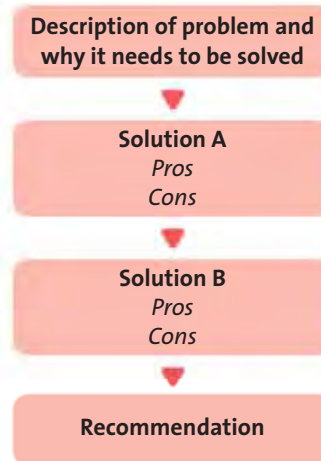 Description of problem and
why it needs to be solved
Solution A
Pros
Cons
Solution B
Pros
Cons
Recommendation